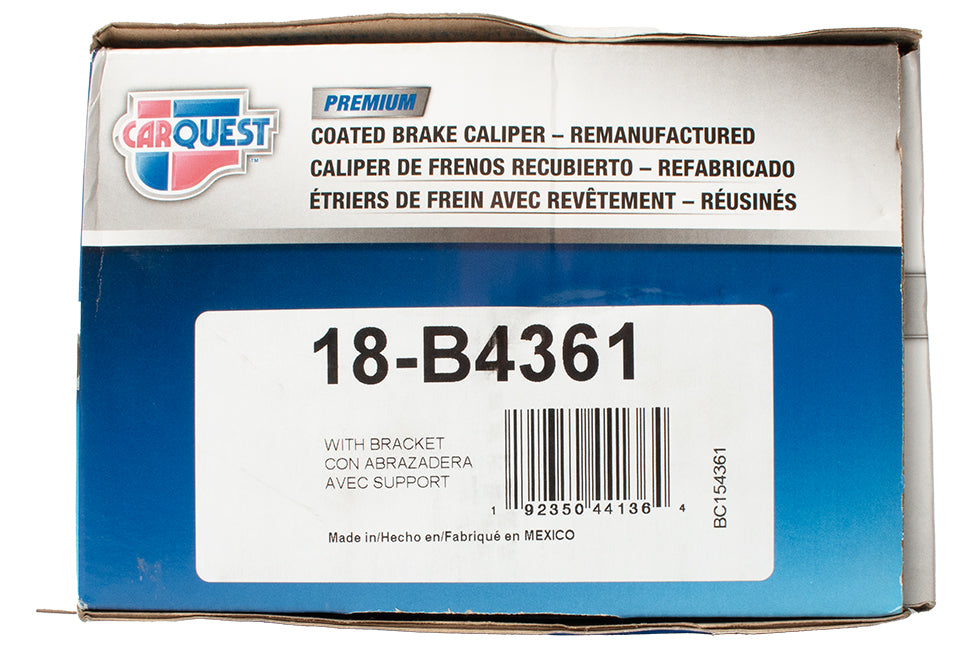 CARQUEST
TM
PREMIUM
COATED BRAKE CALIPER – REMANUFACTURED
CALIPER DE FRENOS RECUBIERTO – REFABRICADO
ÉTRIERS DE FREIN AVEC REVÊTEMENT – RÉUSINÉS
18-B4361
WITH BRACKET
CON ABRAZADERA
AVEC SUPPORT
1 92350 44136 4
BC154361
Made in/Hecho en/Fabriqué en MEXICO